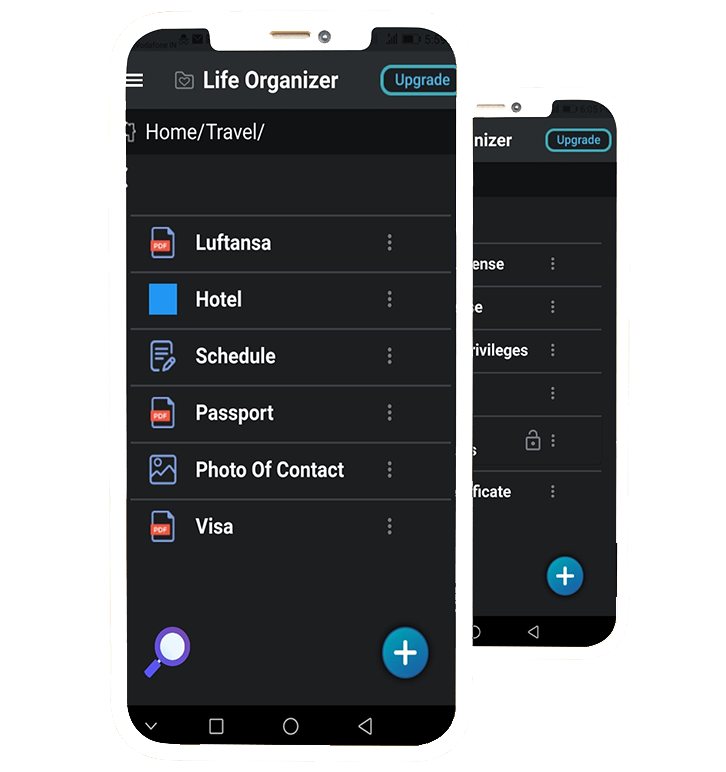 Life Organizer
Upgrade
Home/Travel/
PDF
Luftansa
Hotel
Schedule
PDF
Passport
Photo Of Contact
PDF
Visa
nizer
Upgrade
ense
se
rivileges
s
ficate